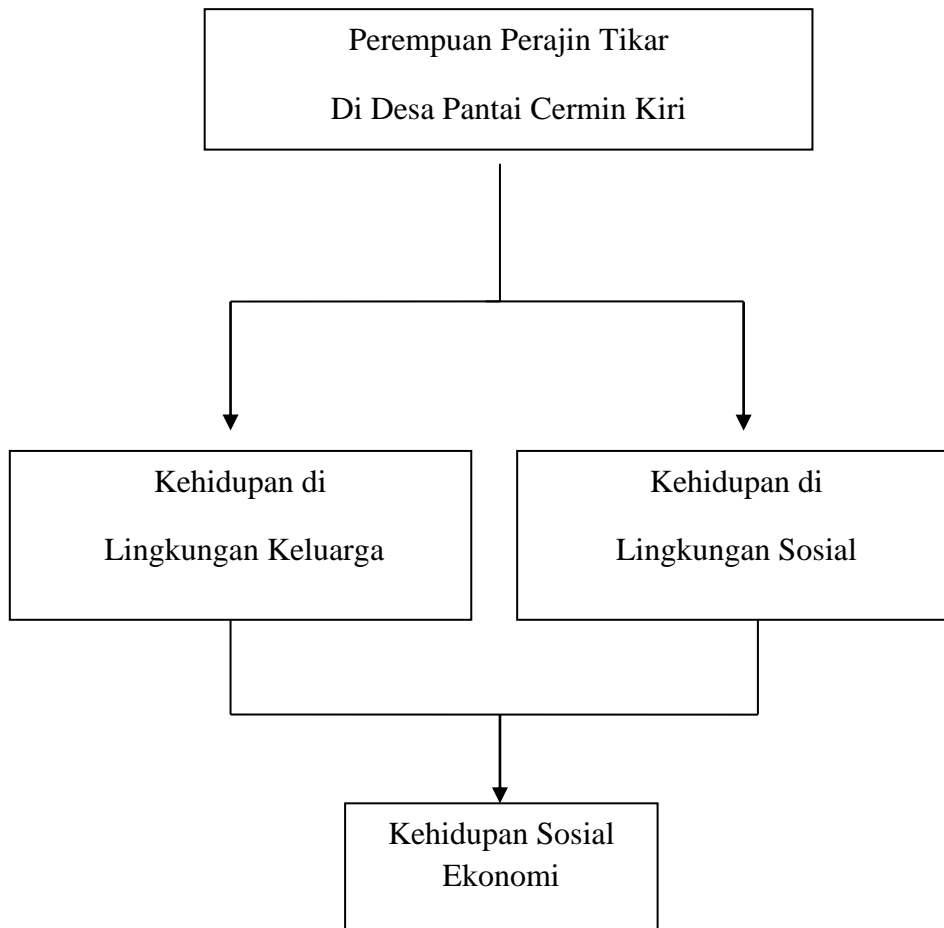 Perempuan Perajin Tikar
Di Desa Pantai Cermin Kiri
Kehidupan di
Lingkungan Keluarga
Kehidupan di
Lingkungan Sosial
Kehidupan Sosial
Ekonomi